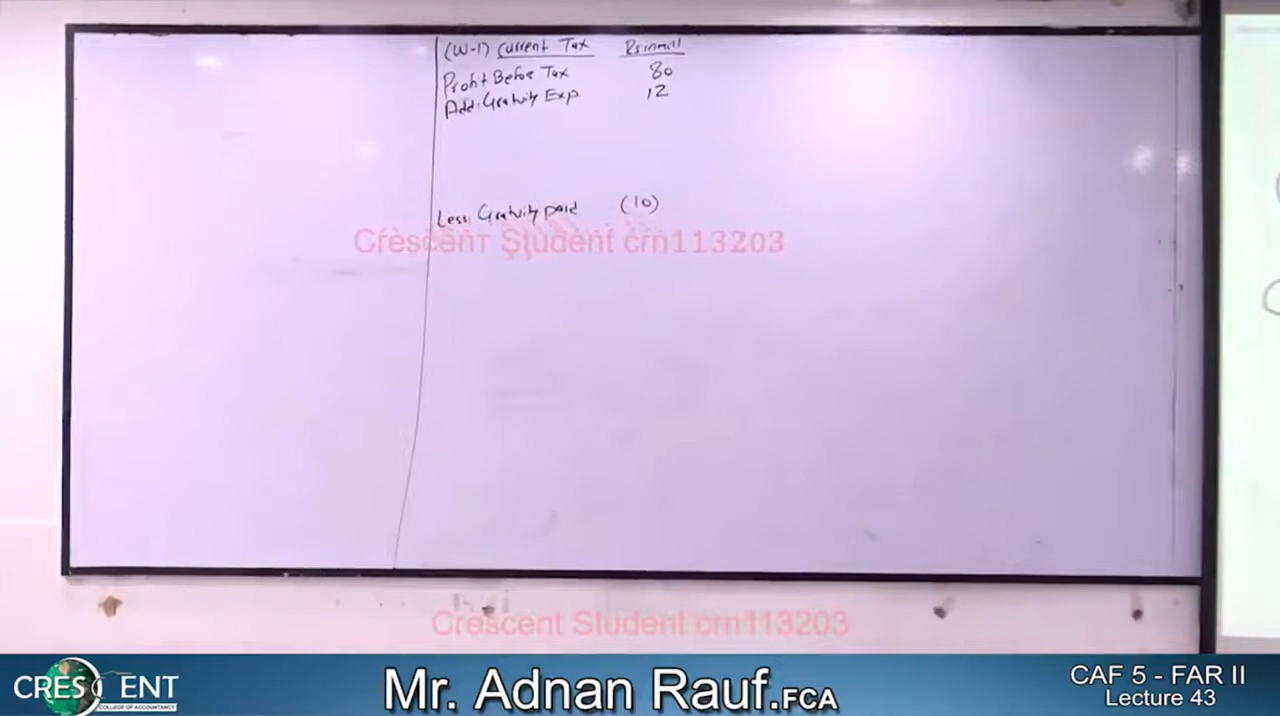 (W-1) Current Tax Rs in mill
Profit Before Tax 80
Add: Gratuity Exp. 12
Less: Gratuity paid (10)
Crescent Student crn113203
Crescent Student crn113203
CRESCENT
COLLEGE OF ACCOUNTANCY
Mr. Adnan Rauf.FCA
CAF 5 - FAR II
Lecture 43